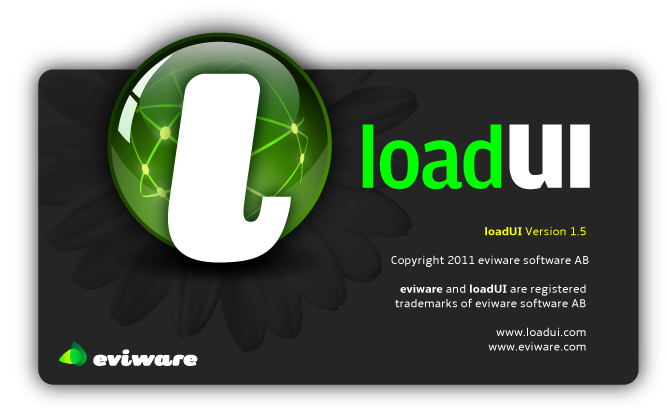 loadUI
loadUI Version 1.5
Copyright 2011 eviware software AB
eviware and loadUI are registered
trademarks of eviware software AB
www.loadui.com
www.eviware.com
eviware